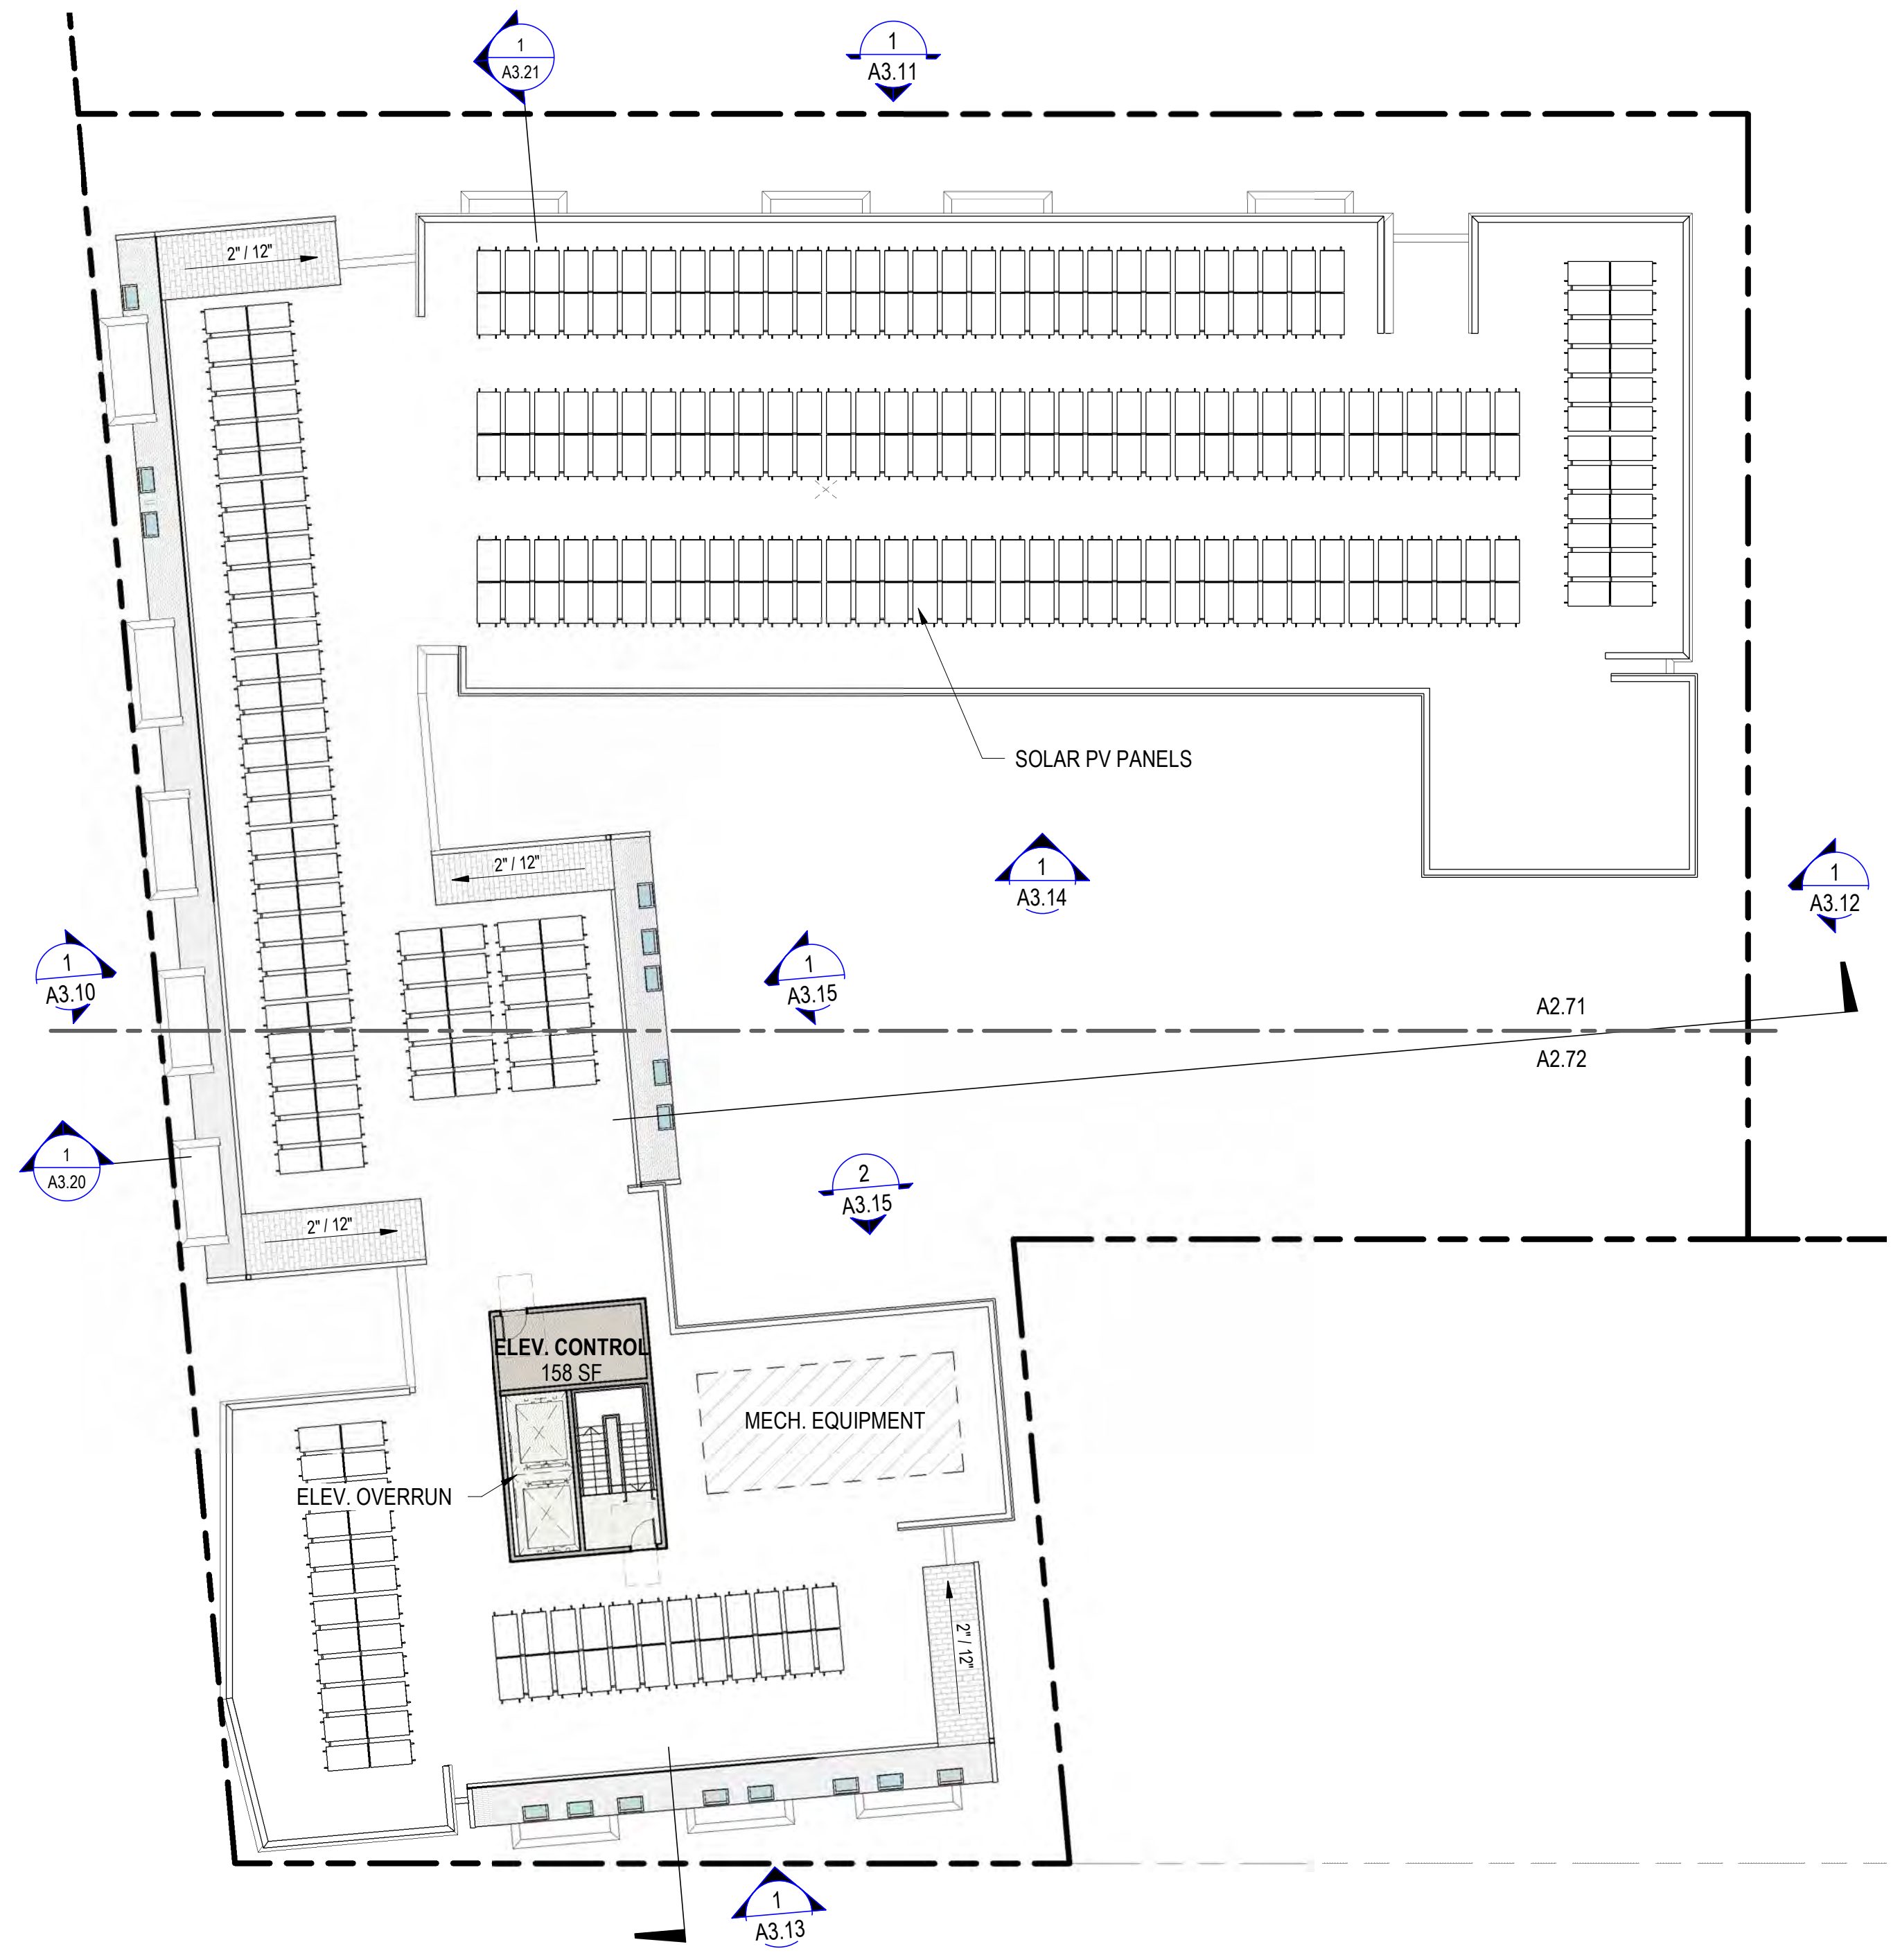 1
A3.21
1
A3.11
2" / 12"
SOLAR PV PANELS
2" / 12"
1
A3.14
1
A3.12
1
A3.10
1
A3.15
A2.71
A2.72
1
A3.20
2
A3.15
2" / 12"
ELEV. CONTROL
158 SF
MECH. EQUIPMENT
ELEV. OVERRUN
2" / 12"
1
A3.13